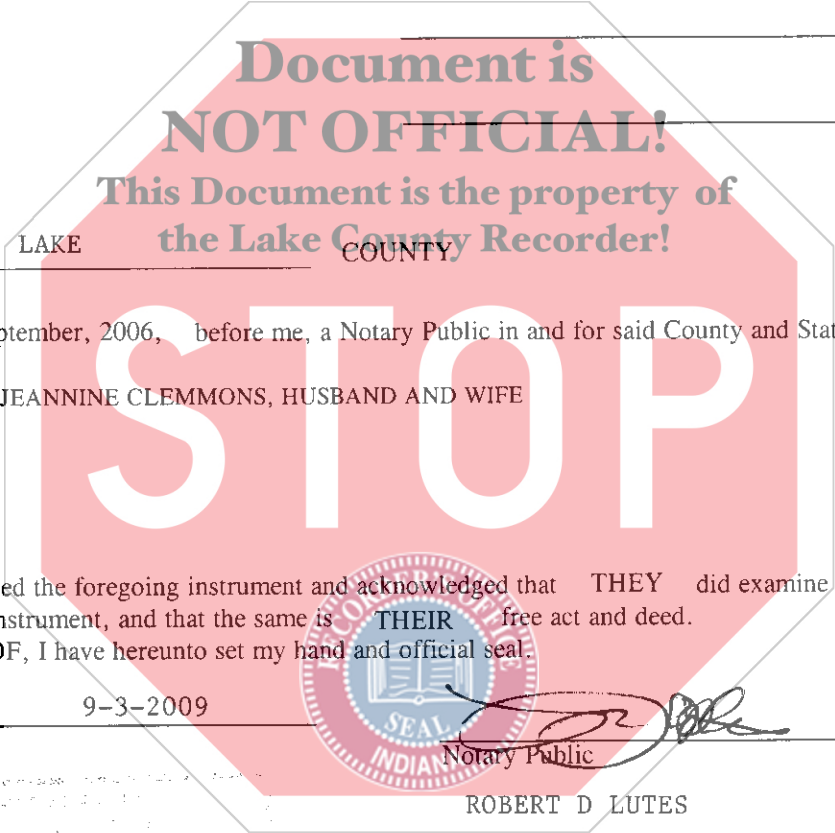 Document is
NOT OFFICIAL!
This Document is the property of
the Lake County Recorder!
LAKE COUNTY
ptember, 2006, before me, a Notary Public in and for said County and Stat
JEANNINE CLEMMONS, HUSBAND AND WIFE
STOP
ed the foregoing instrument and acknowledged that THEY did examine
nstrument, and that the same is THEIR free act and deed.
OF, I have hereunto set my hand and official seal.
RECORDER'S OFFICE
SEAL
INDIANA
9-3-2009
Notary Public
ROBERT D LUTES